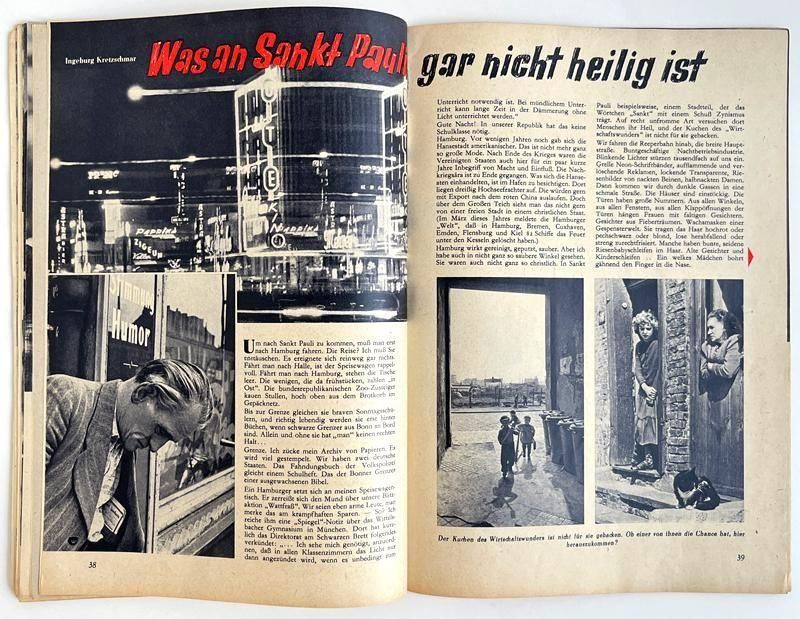 Ingeburg Kretzschmar
Was an Sankt Pauli
gar nicht heilig ist
Paprika
Paprika
Humor
Um nach Sankt Pauli zu kommen, muß man erst
nach Hamburg fahren. Die Reise? Ich muß Sie
enttäuschen. Es ereignete sich reinweg gar nichts.
Fährt man nach Halle, ist der Speisewagen rappel-
voll. Fährt man nach Hamburg, stehen die Tische
leer. Die wenigen, die da frühstücken, zahlen „in
Ost". Die bundesrepublikanischen Zoo-Zusteiger
kauen Stullen, hoch oben aus dem Brotkorb im
Gepäcknetz.
Bis zur Grenze gleichen sie braven Sonntagsschü-
lern, und richtig lebendig werden sie erst hinter
Büchen, wenn schwarze Grenzer aus Bonn an Bord
sind. Allein und ohne sie hat „man" keinen rechten
Halt...
Grenze. Ich zücke mein Archiv von Papieren. Es
wird viel gestempelt. Wir haben zwei deutsche
Staaten. Das Fahndungsbuch der Volkspolizei
gleicht einem Schulheft. Das der Bonner Grenzer
einer ausgewachsenen Bibel.
Ein Hamburger setzt sich an meinen Speisewagen-
tisch. Er zerreißt sich den Mund über unsere Blatt-
aktion „Wattfraß". Wir seien eben arme Leute, man
merke das am krampfhaften Sparen. — So? Ich
reiche ihm eine „Spiegel"-Notiz über das Wittels-
bacher Gymnasium in München. Dort hat kürz-
lich das Direktorat am Schwarzen Brett folgendes
verkündet: „... Ich sehe mich genötigt, anzuord-
nen, daß in allen Klassenzimmern das Licht nur
dann angezündet wird, wenn es unbedingt zum
38
Unterricht notwendig ist. Bei mündlichem Unter-
richt kann lange Zeit in der Dämmerung ohne
Licht unterrichtet werden."
Gute Nacht! In unserer Republik hat das keine
Schulklasse nötig.
Hamburg. Vor wenigen Jahren noch gab sich die
Hansestadt amerikanischer. Das ist nicht mehr ganz
so große Mode. Nach Ende des Krieges waren die
Vereinigten Staaten auch hier für ein paar kurze
Jahre Inbegriff von Macht und Einfluß. Die Nach-
kriegsära ist zu Ende gegangen. Was sich die Hanse-
aten einhandelten, ist im Hafen zu besichtigen. Dort
liegen dreißig Hochseefrachter auf. Die würden gern
mit Export nach dem roten China auslaufen. Doch
über dem Großen Teich sieht man das nicht gern
von einer freien Stadt in einem christlichen Staat.
(Im März dieses Jahres meldete die Hamburger
„Welt", daß in Hamburg, Bremen, Cuxhaven,
Emden, Flensburg und Kiel 82 Schiffe das Feuer
unter den Kesseln gelöscht haben.)
Hamburg wirkt gereinigt, geputzt, sauber. Aber ich
habe auch in nicht ganz so saubere Winkel gesehen.
Sie waren auch nicht ganz so christlich. In Sankt
Pauli beispielsweise, einem Stadtteil, der das
Wörtchen „Sankt" mit einem Schuß Zynismus
trägt. Auf recht unfromme Art versuchen dort
Menschen ihr Heil, und der Kuchen des „Wirt-
schaftswunders" ist nicht für sie gebacken.
Wir fahren die Reeperbahn hinab, die breite Haupt-
straße. Buntgeschäftige Nachtbetriebsindustrie,
Blinkende Lichter stürzen tausendfach auf uns ein.
Grelle Neon-Schriftbänder, aufflammende und ver-
löschende Reklamen, lockende Transparente, Rie-
senbilder von nackten Beinen, halbnackten Damen.
Dann kommen wir durch dunkle Gassen in eine
schmale Straße. Die Häuser sind einstöckig. Die
Türen haben große Nummern. Aus allen Winkeln,
aus allen Fenstern, aus allen Klappöffnungen der
Türen hängen Frauen mit faltigen Gesichtern.
Gesichter aus Fieberträumen. Wachsmasken einer
Gespensterwelt. Sie tragen das Haar hochrot oder
pechschwarz oder blond, lose herabfallend oder
streng zurechtfrisiert. Manche haben bunte, seidene
Riesenbabyschleifen im Haar. Alte Gesichter und
Kinderschleifen... Ein welkes Mädchen bohrt
gähnend den Finger in die Nase.
Der Kuchen des Wirtschaftswunders ist nicht für sie gebacken. Ob einer von ihnen die Chance hat, hier
herauszukommen?
39